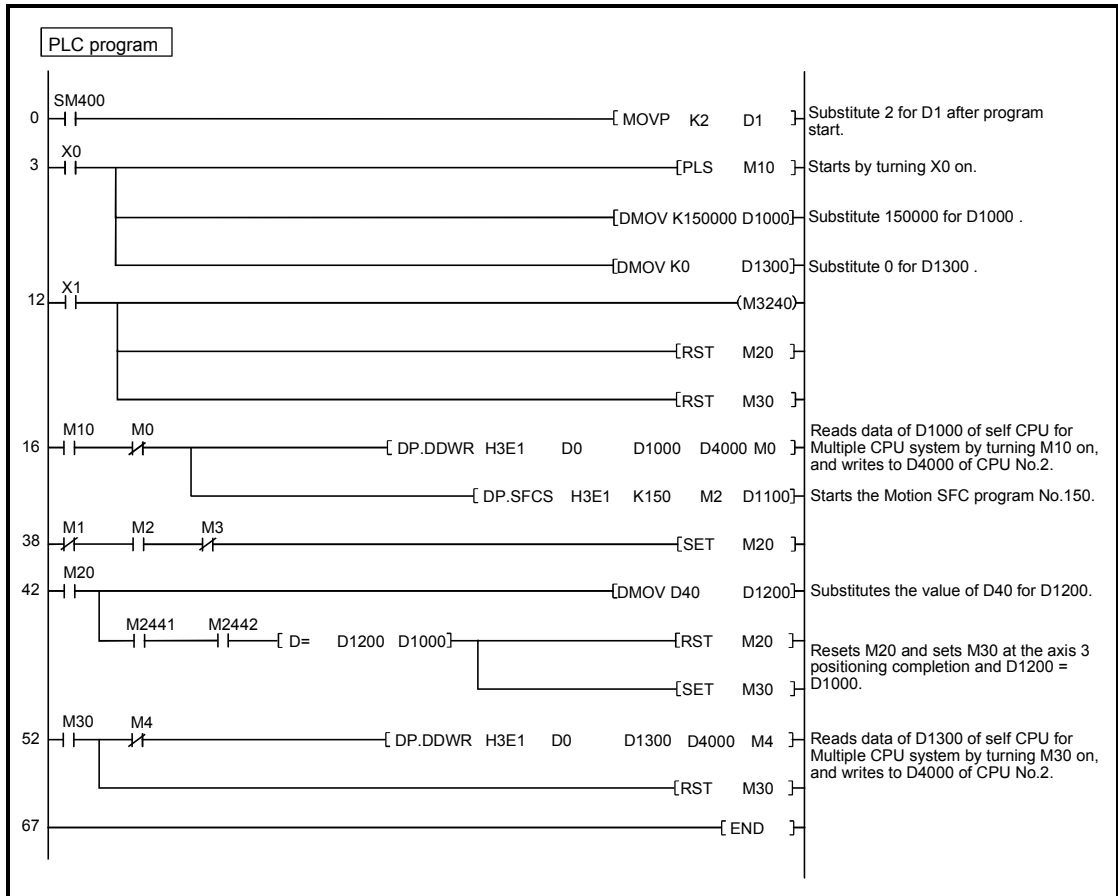 PLC program
SM400
0 [ MOVP K2 D1 ] Substitute 2 for D1 after program
start.
X0
3 [PLS M10 ] Starts by turning X0 on.
[DMOV K150000 D1000] Substitute 150000 for D1000 .
[DMOV K0 D1300] Substitute 0 for D1300 .
X1
12 (M3240)
[RST M20 ]
[RST M30 ]
M10 M0
16 [ DP.DDWR H3E1 D0 D1000 D4000 M0 ] Reads data of D1000 of self CPU for
Multiple CPU system by turning M10 on,
and writes to D4000 of CPU No.2.
[ DP.SFCS H3E1 K150 M2 D1100] Starts the Motion SFC program No.150.
M1 M2 M3
38 [SET M20 ]
M20
42 [DMOV D40 D1200] Substitutes the value of D40 for D1200.
M2441 M2442
[ D= D1200 D1000] [RST M20 ]
Resets M20 and sets M30 at the axis 3
positioning completion and D1200 =
D1000.
[SET M30 ]
M30 M4
52 [ DP.DDWR H3E1 D0 D1300 D4000 M4 ] Reads data of D1300 of self CPU for
Multiple CPU system by turning M30 on,
and writes to D4000 of CPU No.2.
[RST M30 ]
67 [ END ]